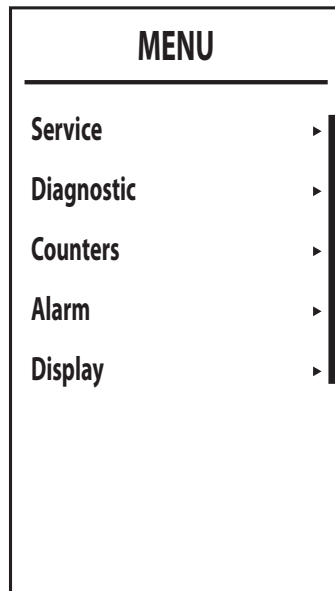 MENU
Service
Diagnostic
Counters
Alarm
Display